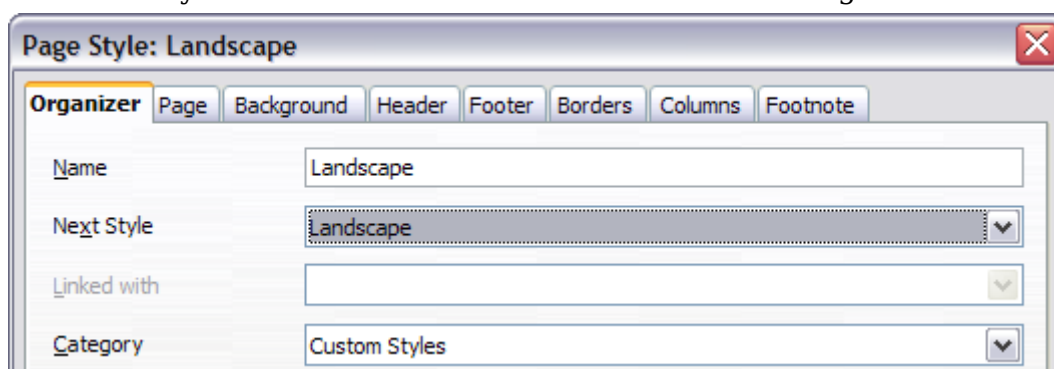 Page Style: Landscape
Organizer Page Background Header Footer Borders Columns Footnote
Name Landscape
Next Style Landscape
Linked with
Category Custom Styles